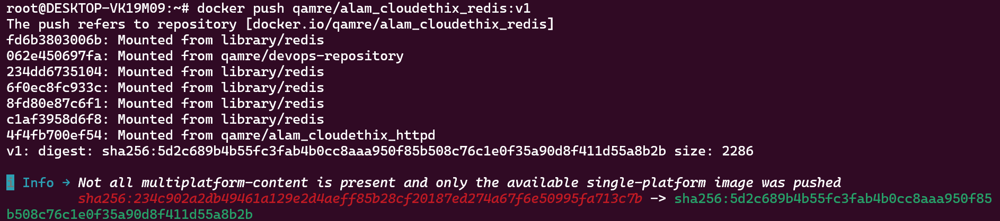 root@DESKTOP-VK19M09:~# docker push qamre/alam_cloudethix_redis:v1
The push refers to repository [docker.io/qamre/alam_cloudethix_redis]
fd6b3803006b: Mounted from library/redis
062e450697fa: Mounted from qamre/devops-repository
234dd6735104: Mounted from library/redis
6f0ec8fc933c: Mounted from library/redis
8fd80e87c6f1: Mounted from library/redis
c1af3958d6f8: Mounted from library/redis
4f4fb700ef54: Mounted from qamre/alam_cloudethix_httpd
v1: digest: sha256:5d2c689b4b55fc3fab4b0cc8aaa950f85b508c76c1e0f35a90d8f411d55a8b2b size: 2286
i Info → Not all multiplatform-content is present and only the available single-platform image was pushed
sha256:234c902a2db49461a129e2d4aeff85b28cf20187ed274a67f6e50995fa713c7b -> sha256:5d2c689b4b55fc3fab4b0cc8aaa950f85
b508c76c1e0f35a90d8f411d55a8b2b